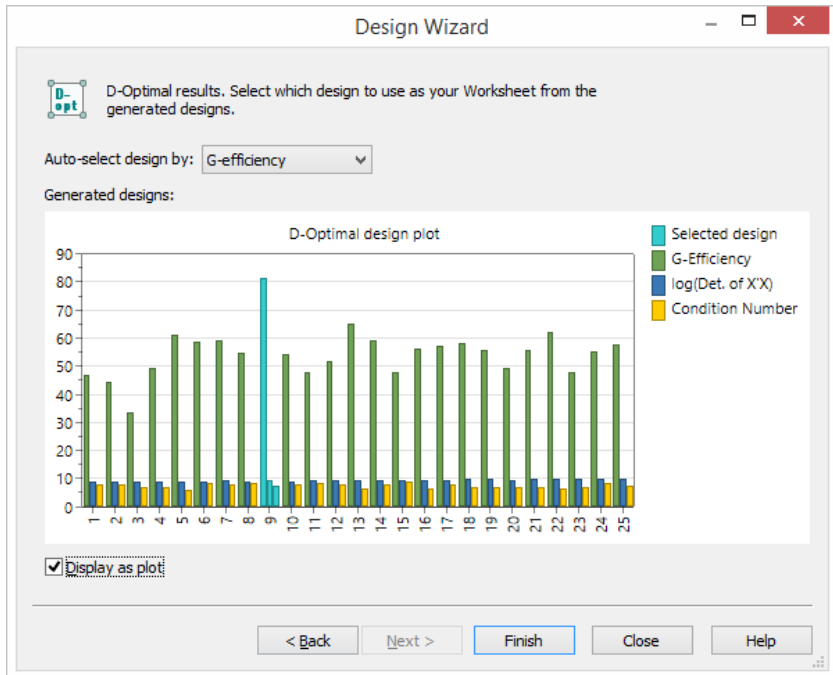 Design Wizard
D-
opt
D-Optimal results. Select which design to use as your Worksheet from the
generated designs.
Auto-select design by: G-efficiency
Generated designs:
D-Optimal design plot
90
80
70
60
50
40
30
20
10
0
1 2 3 4 5 6 7 8 9 10 11 12 13 14 15 16 17 18 19 20 21 22 23 24 25
Selected design
G-Efficiency
log(Det. of X'X)
Condition Number
Display as plot
< Back Next > Finish Close Help